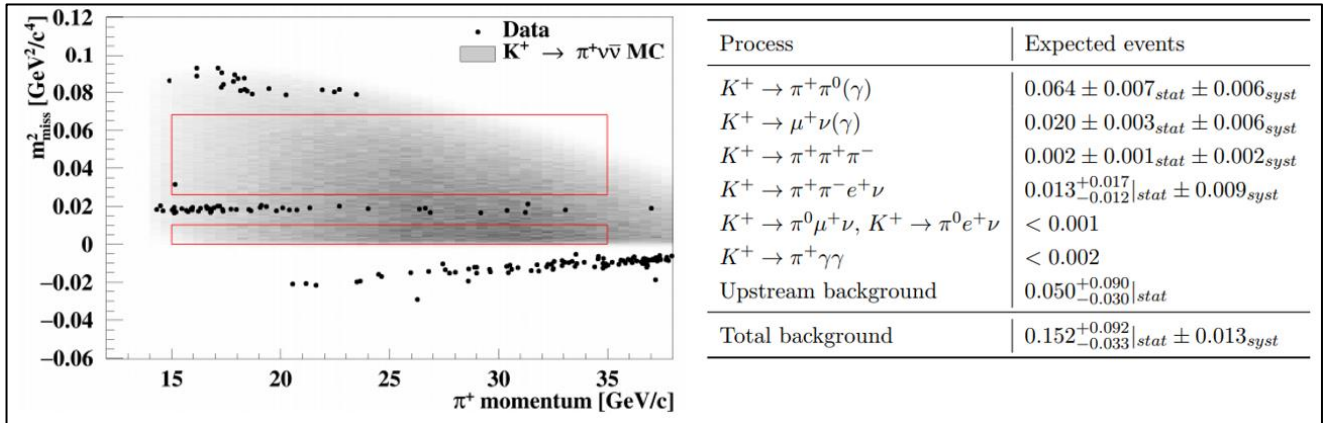 0.12
0.1
0.08
0.06
0.04
0.02
0
−0.02
−0.04
−0.06
m²miss [GeV²/c⁴]
Data
K⁺ → π⁺νν̅ MC
15 20 25 30 35
π⁺ momentum [GeV/c]
Process Expected events
K⁺ → π⁺π⁰(γ) 0.064 ± 0.007stat ± 0.006syst
K⁺ → μ⁺ν(γ) 0.020 ± 0.003stat ± 0.006syst
K⁺ → π⁺π⁺π⁻ 0.002 ± 0.001stat ± 0.002syst
K⁺ → π⁺π⁻e⁺ν 0.013+0.017−0.012|stat ± 0.009syst
K⁺ → π⁰μ⁺ν, K⁺ → π⁰e⁺ν < 0.001
K⁺ → π⁺γγ < 0.002
Upstream background 0.050+0.090−0.030|stat
Total background 0.152+0.092−0.033|stat ± 0.013syst